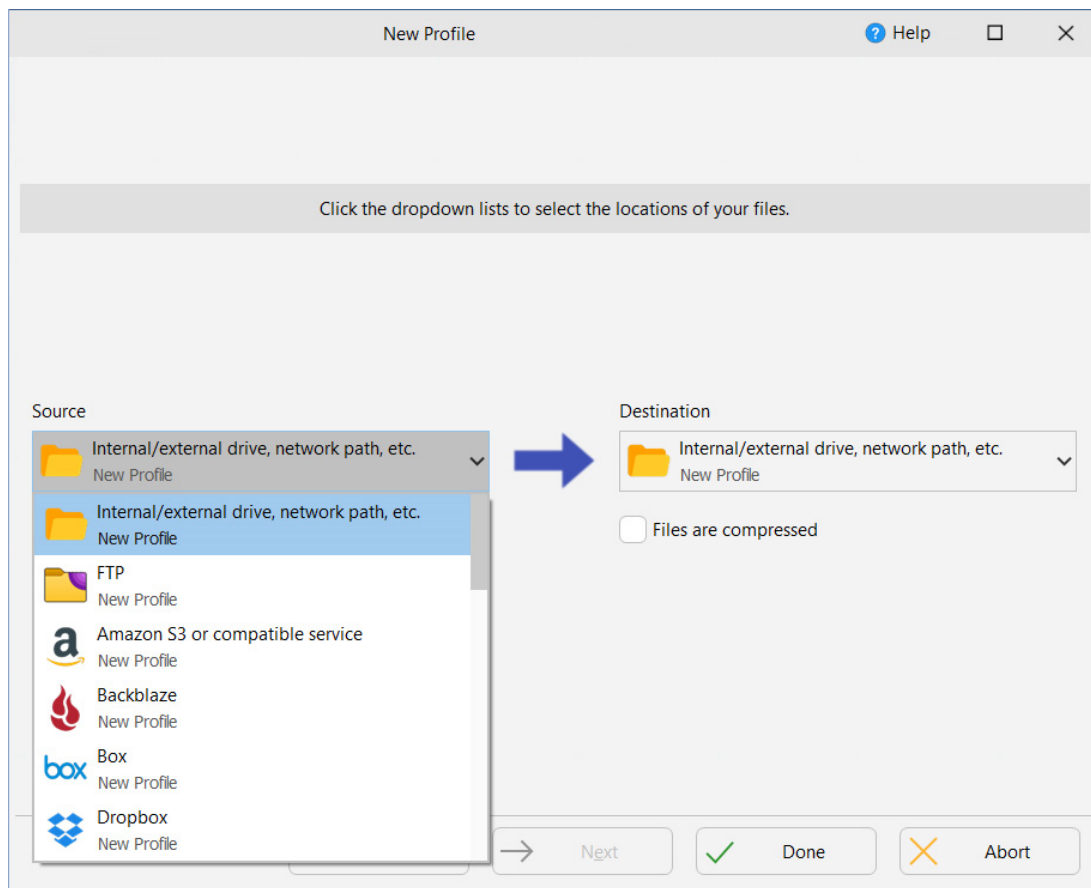 New Profile
Help
Click the dropdown lists to select the locations of your files.
Source
Internal/external drive, network path, etc.
New Profile
Destination
Internal/external drive, network path, etc.
New Profile
Files are compressed
Internal/external drive, network path, etc.
New Profile
FTP
New Profile
a
Amazon S3 or compatible service
New Profile
Backblaze
New Profile
box
Box
New Profile
Dropbox
New Profile
Next
Done
Abort